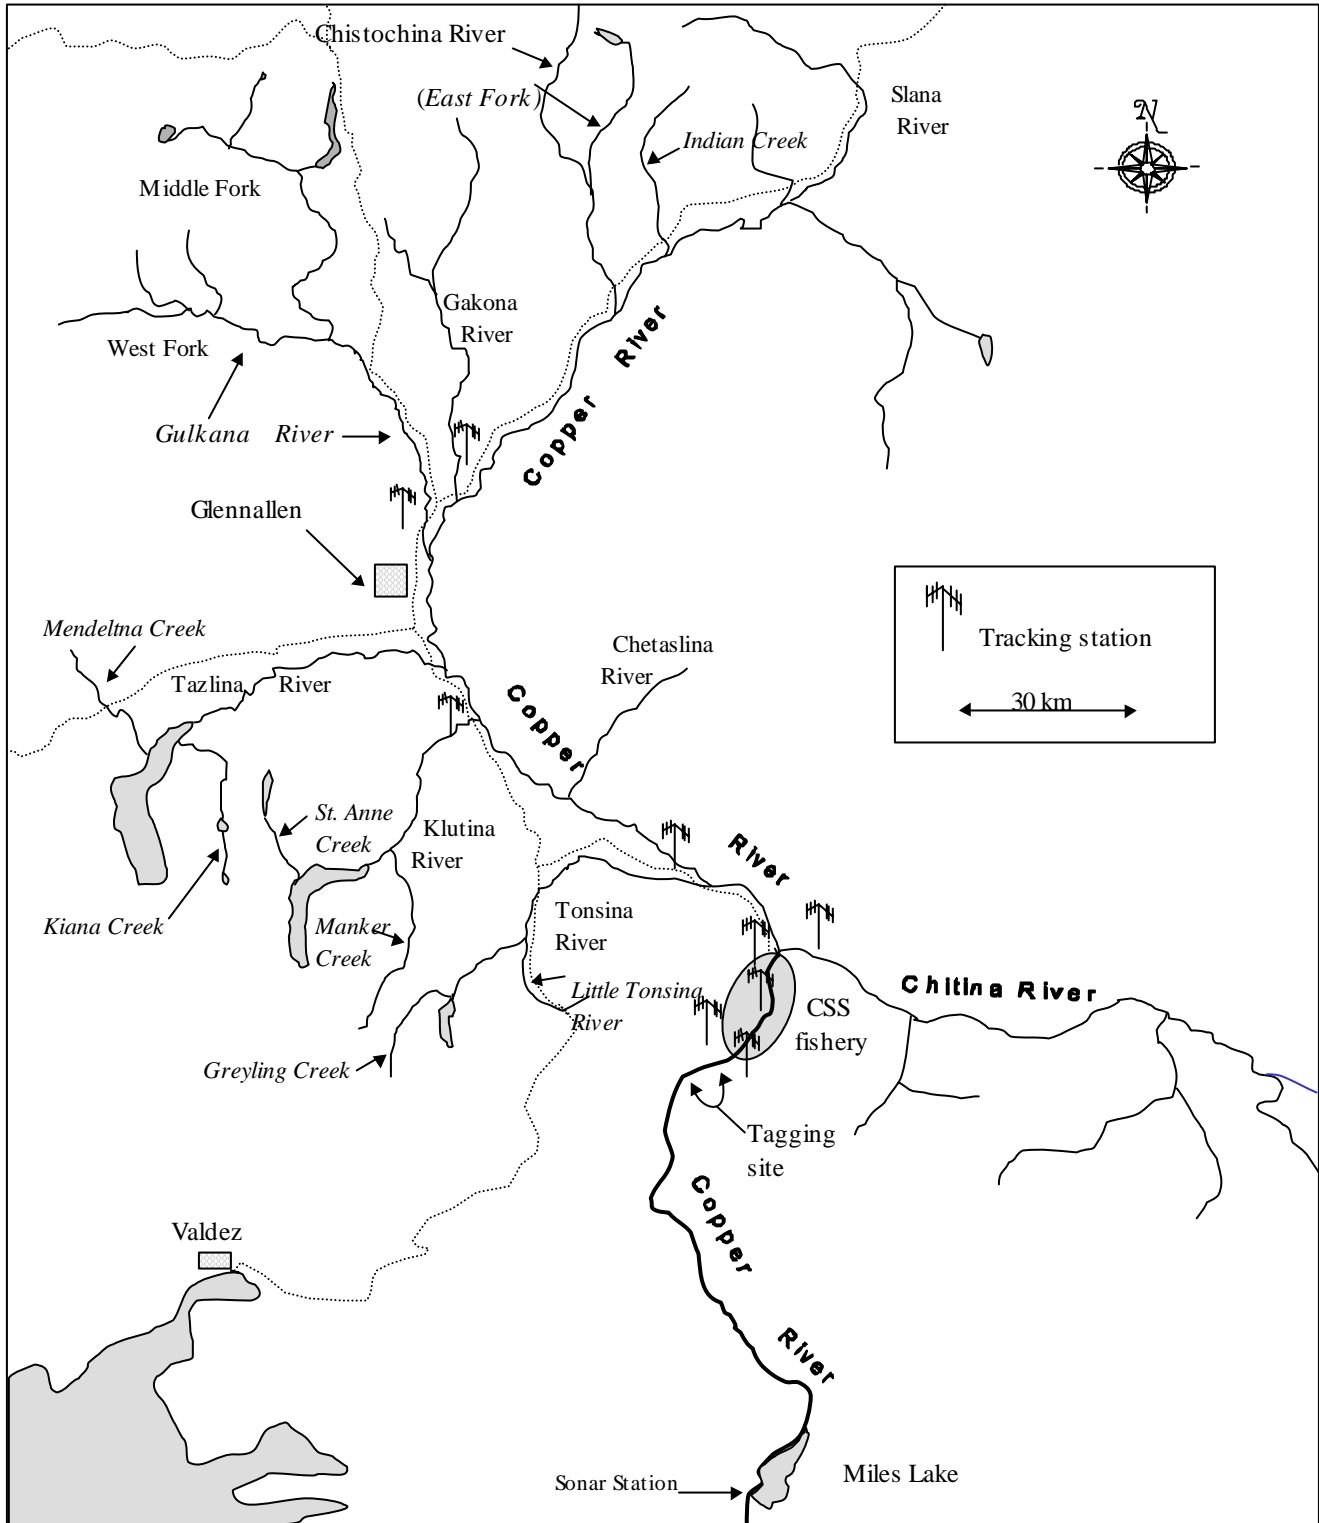 Chistochina River
(East Fork)
Slana
River
N
Indian Creek
Middle Fork
Gakona
River
West Fork
Copper River
Gulkana River
Glennallen
Mendeltna Creek
Chetaslina
River
Tracking station
Tazlina River
30 km
Copper
St. Anne
Creek
Klutina
River
River
Kiana Creek
Manker
Creek
Tonsina
River
Little Tonsina
River
Chitina River
CSS
fishery
Greyling Creek
Tagging
site
Copper
Valdez
River
Miles Lake
Sonar Station